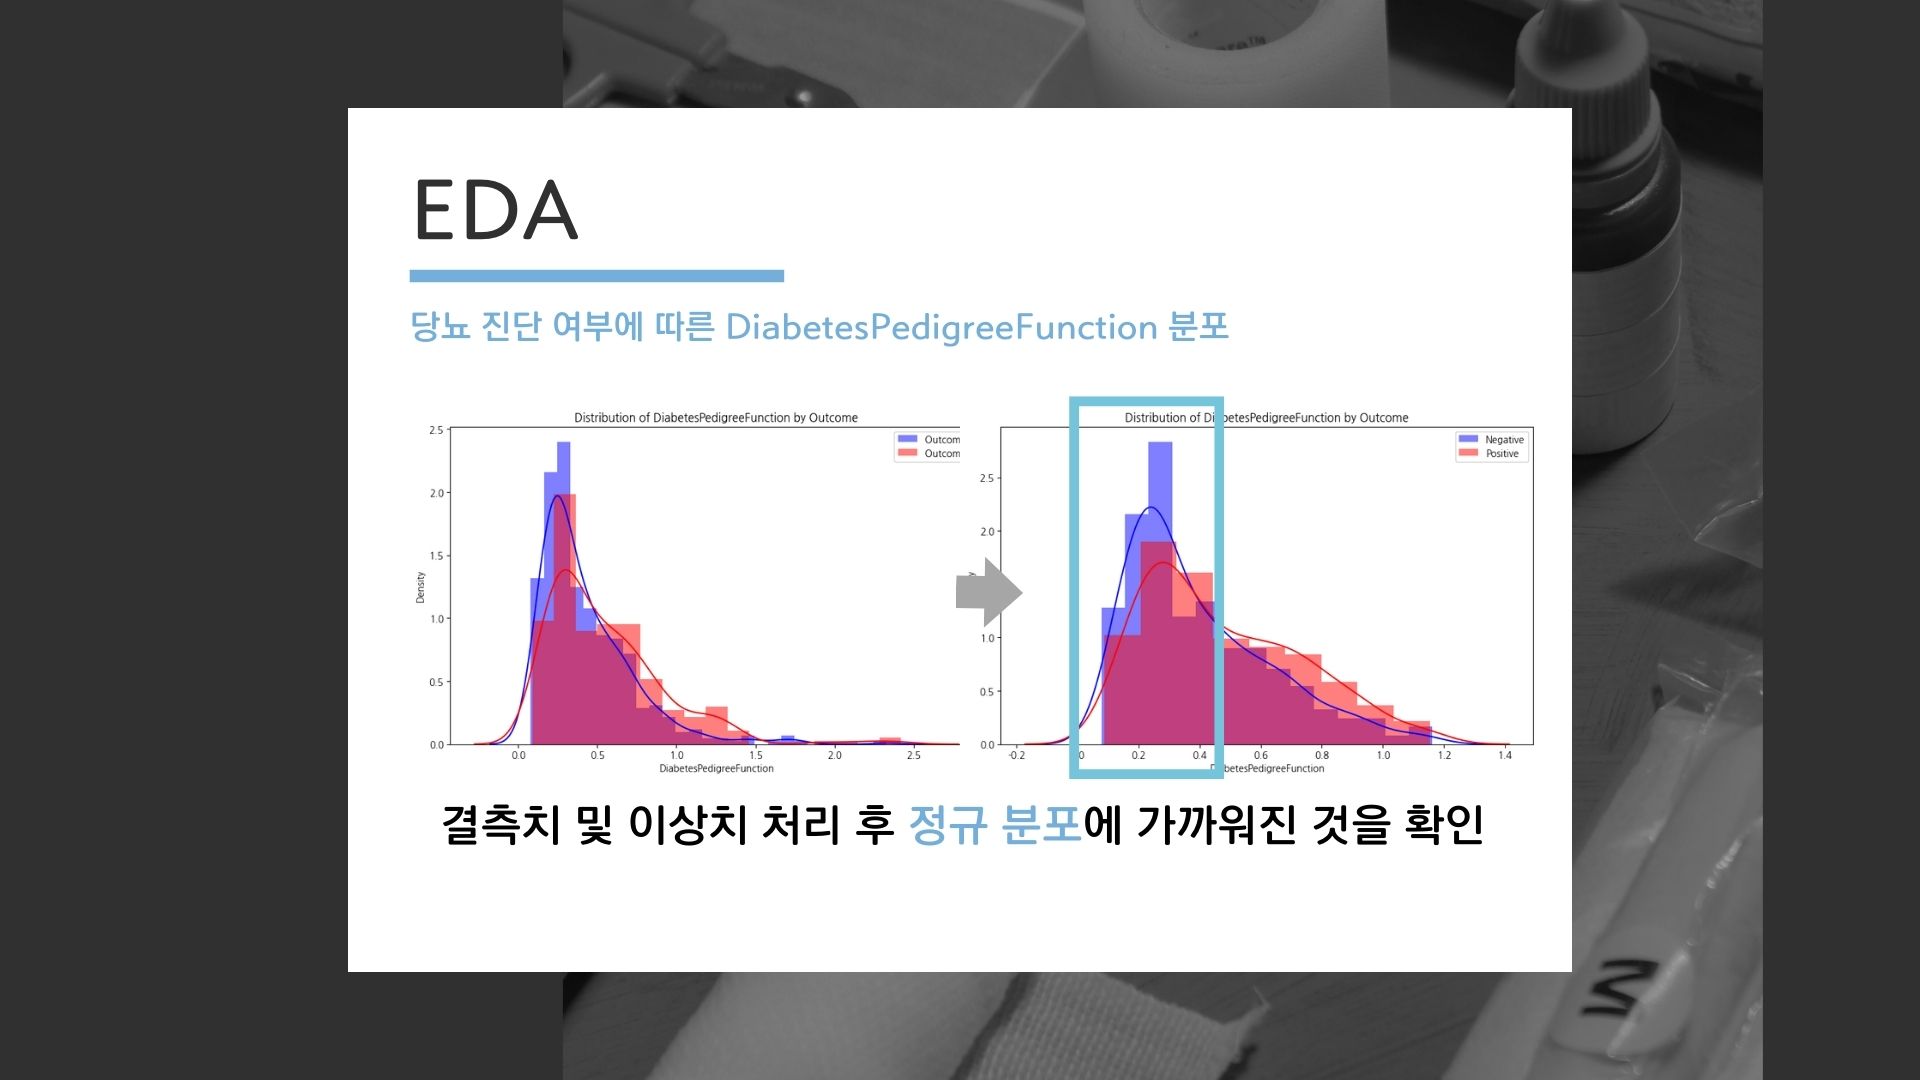 EDA
당뇨 진단 여부에 따른 DiabetesPedigreeFunction 분포
Distribution of DiabetesPedigreeFunction by Outcome
2.5
2.0
1.5
1.0
0.5
0.0
Density
Outcom
Outcom
0.0 0.5 1.0 1.5 2.0 2.5
DiabetesPedigreeFunction
Distribution of Di betesPedigreeFunction by Outcome
2.5
2.0
1.0
0.5
0.0
y
Negative
Positive
-0.2 0 0.2 0.4 0.6 0.8 1.0 1.2 1.4
betesPedigreeFunction
결측치 및 이상치 처리 후 정규 분포에 가까워진 것을 확인
M